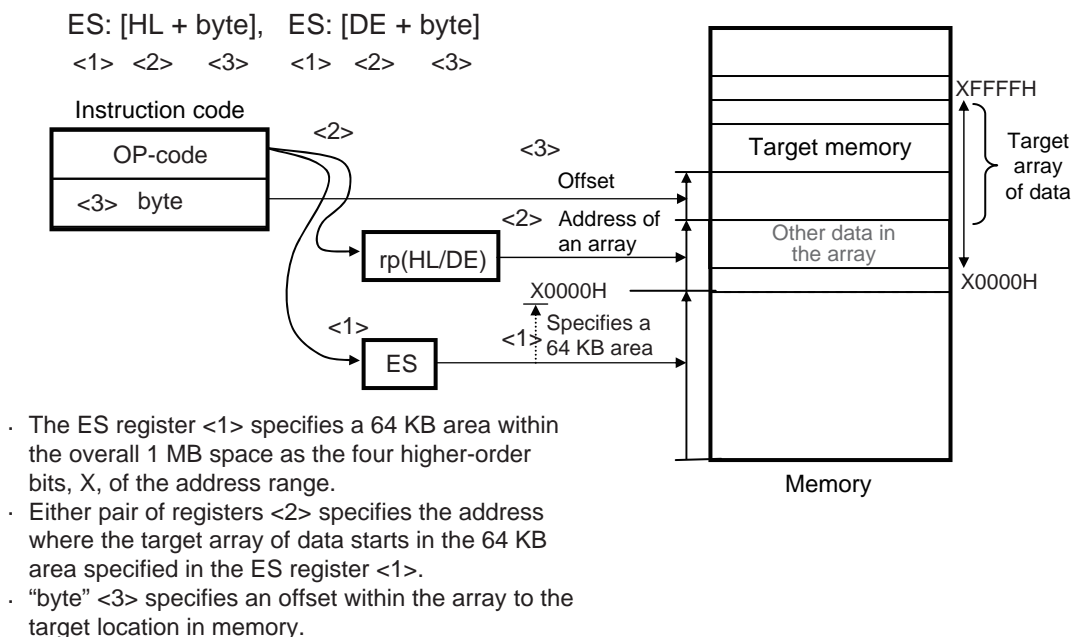 ES: [HL + byte], ES: [DE + byte]
<1> <2> <3> <1> <2> <3>
Instruction code
OP-code
<3> byte
<2>
<3>
Offset
<2>
Address of
an array
rp(HL/DE)
X0000H
<1>
Specifies a
64 KB area
<1>
ES
XFFFFH
Target memory
Target
array
of data
Other data in
the array
X0000H
Memory
· The ES register <1> specifies a 64 KB area within
the overall 1 MB space as the four higher-order
bits, X, of the address range.
· Either pair of registers <2> specifies the address
where the target array of data starts in the 64 KB
area specified in the ES register <1>.
· “byte” <3> specifies an offset within the array to the
target location in memory.